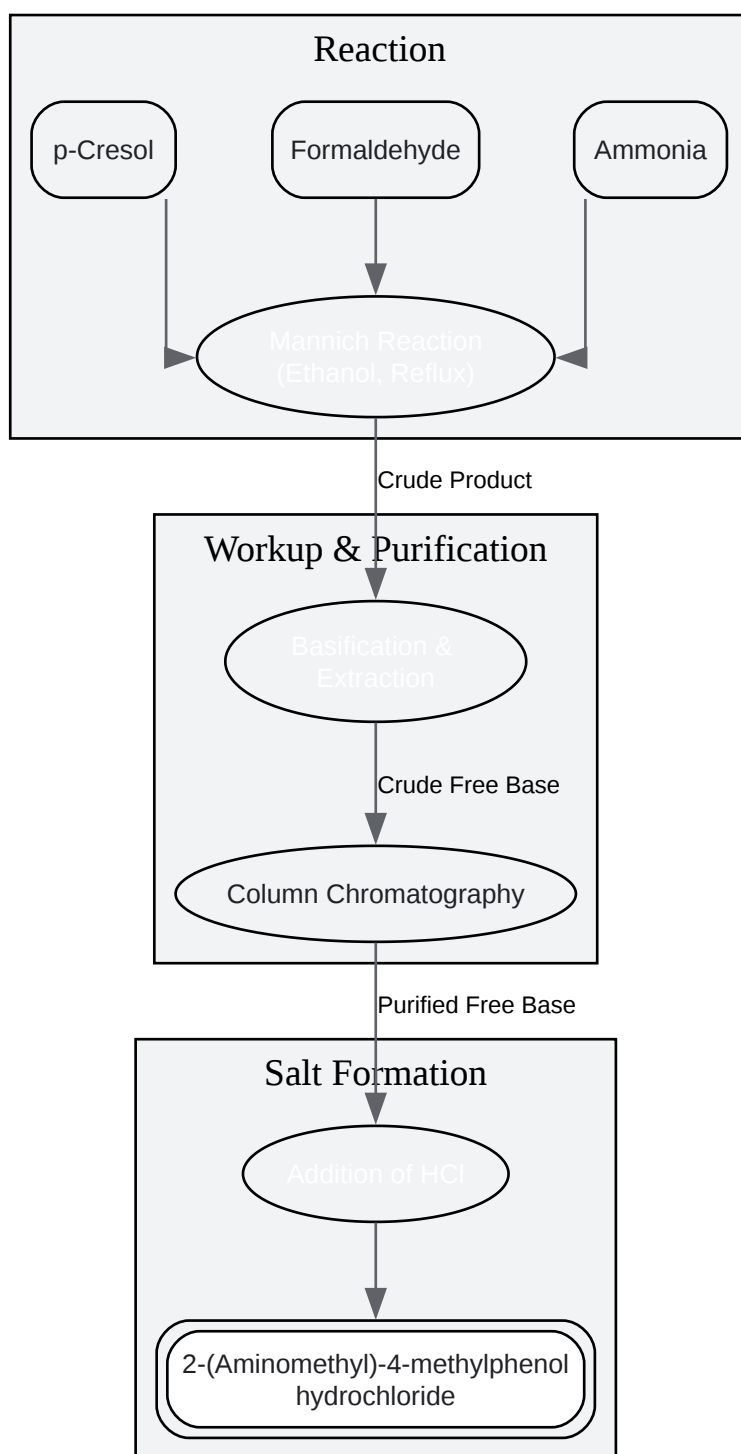 Reaction
p-Cresol
Formaldehyde
Ammonia
Mannich Reaction
(Ethanol, Reflux)
Crude Product
Workup & Purification
Basification &
Extraction
Crude Free Base
Column Chromatography
Purified Free Base
Salt Formation
Addition of HCl
2-(Aminomethyl)-4-methylphenol
hydrochloride